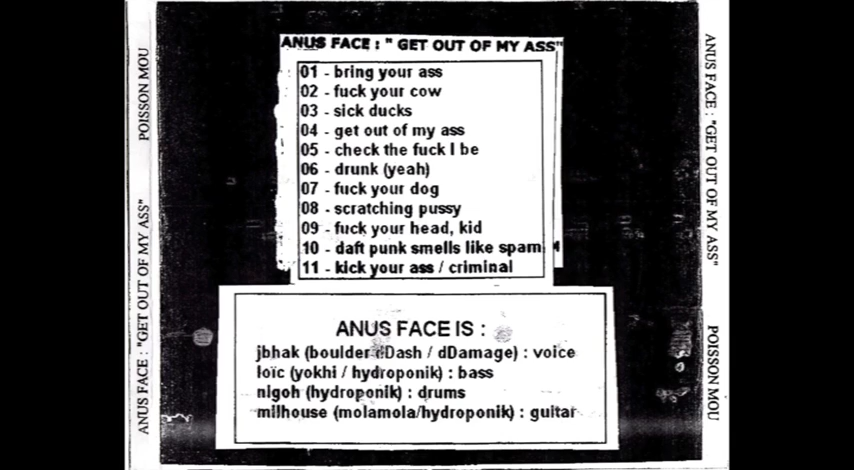 ANUS FACE : " GET OUT OF MY ASS"
01 - bring your ass
02 - fuck your cow
03 - sick ducks
04 - get out of my ass
05 - check the fuck I be
06 - drunk (yeah)
07 - fuck your dog
08 - scratching pussy
09 - fuck your head, kid
10 - daft punk smells like spam
11 - kick your ass / criminal
ANUS FACE IS :
jbhak (boulder dDash / dDamage) : voice
loïc (yokhi / hydroponik) : bass
nigoh (hydroponik) : drums
milhouse (molamola/hydroponik) : guitar
ANUS FACE : "GET OUT OF MY ASS"
POISSON MOU
ANUS FACE : "GET OUT OF MY ASS"
POISSON MOU